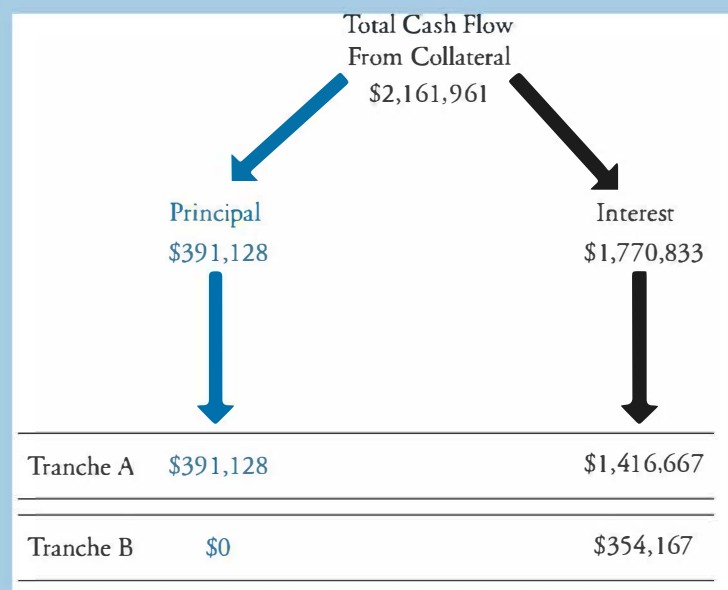 Total Cash Flow
From Collateral
$2,161,961
Principal Interest
$391,128 $1,770,833
Tranche A $391,128 $1,416,667
Tranche B $0 $354,167